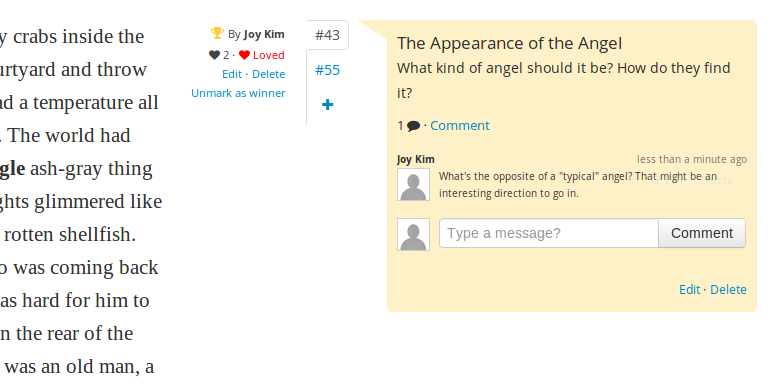 y crabs inside the
urtyard and throw
ad a temperature all
. The world had
gle ash-gray thing
ghts glimmered like
rotten shellfish.
o was coming back
as hard for him to
n the rear of the
was an old man, a
By Joy Kim
2 · Loved
Edit · Delete
Unmark as winner
#43
#55
+
The Appearance of the Angel
What kind of angel should it be? How do they find
it?
1 · Comment
Joy Kim less than a minute ago
What's the opposite of a "typical" angel? That might be an
interesting direction to go in.
Type a message? Comment
Edit · Delete